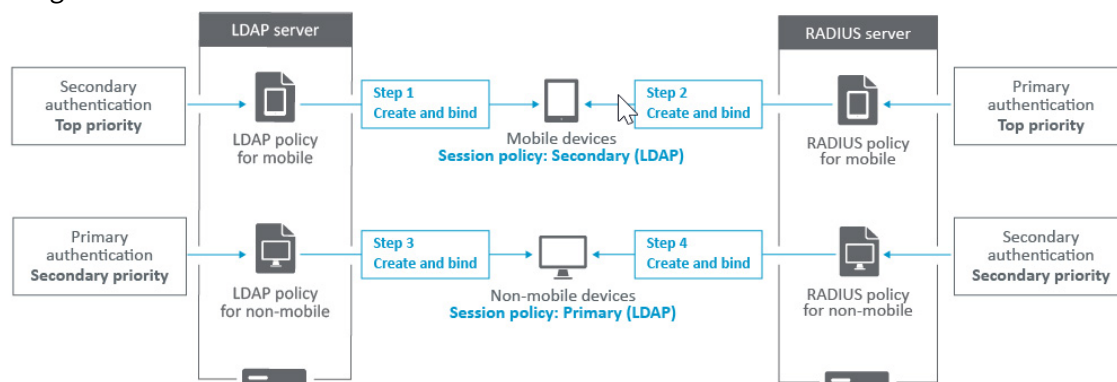 LDAP server
RADIUS server
Secondary
authentication
Top priority
LDAP policy
for mobile
Step 1
Create and bind
Mobile devices
Session policy: Secondary (LDAP)
Step 2
Create and bind
RADIUS policy
for mobile
Primary
authentication
Top priority
Primary
authentication
Secondary priority
LDAP policy
for non-mobile
Step 3
Create and bind
Non-mobile devices
Session policy: Primary (LDAP)
Step 4
Create and bind
RADIUS policy
for non-mobile
Secondary
authentication
Secondary priority